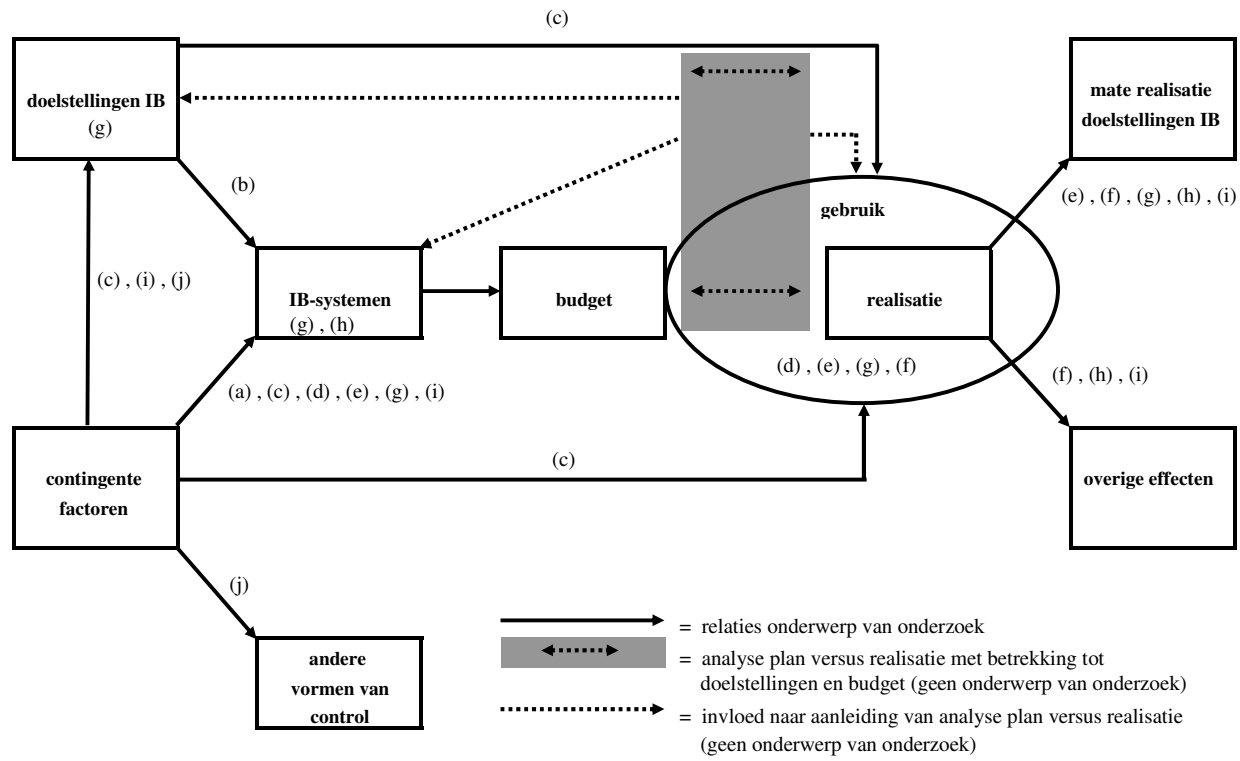 (c)
doelstellingen IB
(g)
mate realisatie
doelstellingen IB
(b)
(e) , (f) , (g) , (h) , (i)
gebruik
(c) , (i) , (j)
IB-systemen
(g) , (h)
budget
realisatie
(d) , (e) , (g) , (f)
(f) , (h) , (i)
(a) , (c) , (d) , (e) , (g) , (i)
contingente
factoren
(c)
overige effecten
(j)
andere
vormen van
control
= relaties onderwerp van onderzoek
= analyse plan versus realisatie met betrekking tot
doelstellingen en budget (geen onderwerp van onderzoek)
= invloed naar aanleiding van analyse plan versus realisatie
(geen onderwerp van onderzoek)